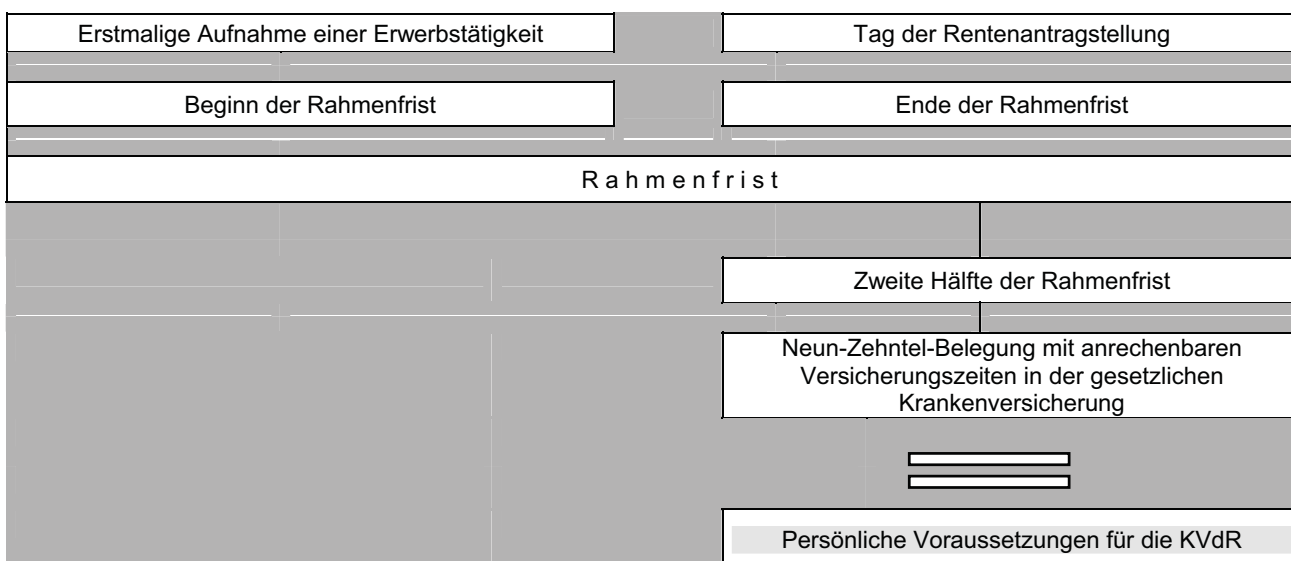 Erstmalige Aufnahme einer Erwerbstätigkeit
Tag der Rentenantragstellung
Beginn der Rahmenfrist
Ende der Rahmenfrist
R a h m e n f r i s t
Zweite Hälfte der Rahmenfrist
Neun-Zehntel-Belegung mit anrechenbaren
Versicherungszeiten in der gesetzlichen
Krankenversicherung
Persönliche Voraussetzungen für die KVdR